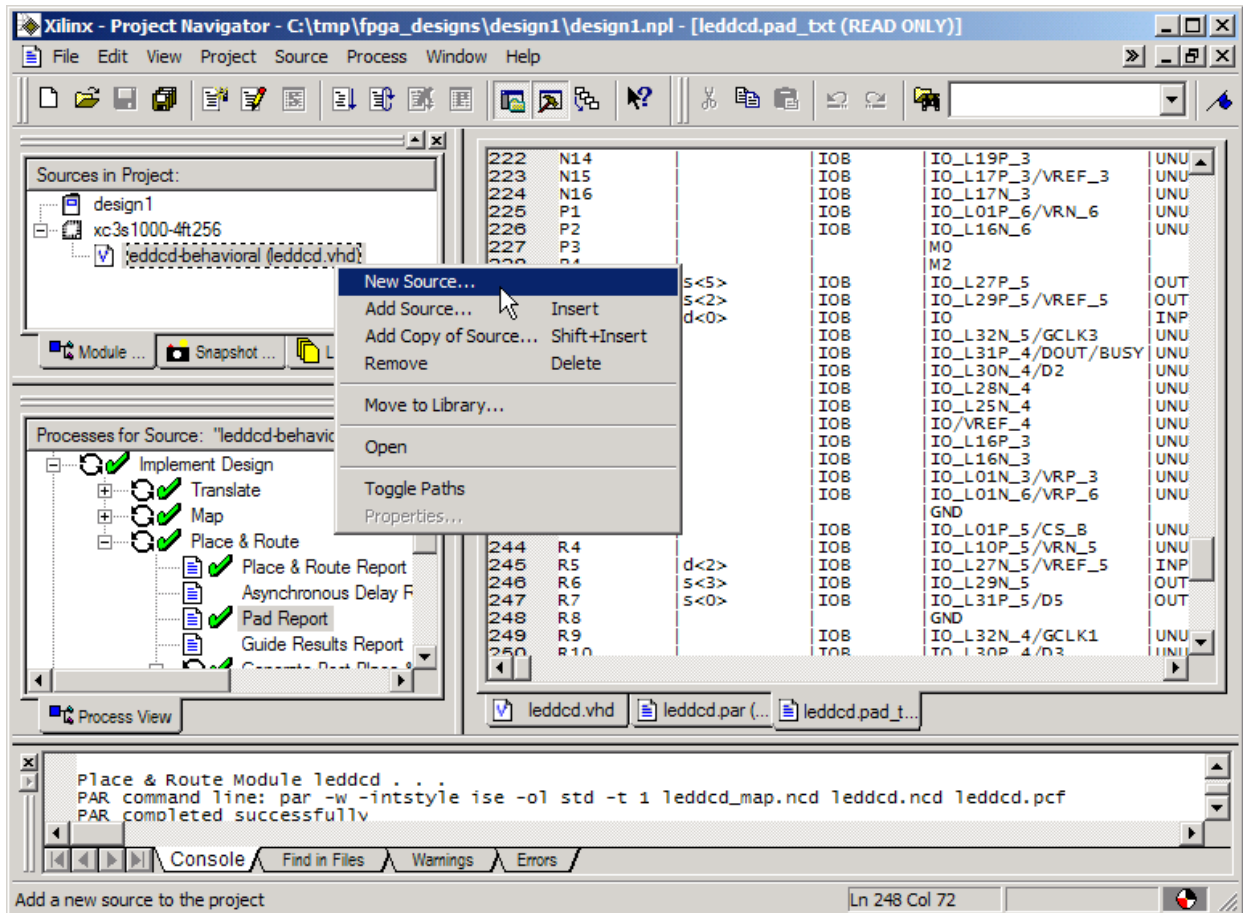 Xilinx - Project Navigator - C:\tmp\fpga_designs\design1\design1.npl - [leddcd.pad_txt (READ ONLY)]
File Edit View Project Source Process Window Help
Sources in Project:
design1
xc3s1000-4ft256
leddcd-behavioral (leddcd.vhd)
Module ... Snapshot ... L
New Source...
Add Source... Insert
Add Copy of Source... Shift+Insert
Remove Delete
Move to Library...
Open
Toggle Paths
Properties...
Processes for Source: "leddcd-behavio
Implement Design
Translate
Map
Place & Route
Place & Route Report
Asynchronous Delay R
Pad Report
Guide Results Report
Process View
222 N14 | |IOB |IO_L19P_3 |UNU
223 N15 | |IOB |IO_L17P_3/VREF_3 |UNU
224 N16 | |IOB |IO_L17N_3 |UNU
225 P1 | |IOB |IO_L01P_6/VRN_6 |UNU
226 P2 | |IOB |IO_L16N_6 |UNU
227 P3 | | |M0 |
|M2 |
s<5> |IOB |IO_L27P_5 |OUT
s<2> |IOB |IO_L29P_5/VREF_5 |OUT
d<0> |IOB |IO |INP
|IOB |IO_L32N_5/GCLK3 |UNU
|IOB |IO_L31P_4/DOUT/BUSY|UNU
|IOB |IO_L30N_4/D2 |UNU
|IOB |IO_L28N_4 |UNU
|IOB |IO_L25N_4 |UNU
|IOB |IO/VREF_4 |UNU
|IOB |IO_L16P_3 |UNU
|IOB |IO_L16N_3 |UNU
|IOB |IO_L01N_3/VRP_3 |UNU
|IOB |IO_L01N_6/VRP_6 |UNU
| |GND |
|IOB |IO_L01P_5/CS_B |UNU
244 R4 | |IOB |IO_L10P_5/VRN_5 |UNU
245 R5 |d<2> |IOB |IO_L27N_5/VREF_5 |INP
246 R6 |s<3> |IOB |IO_L29N_5 |OUT
247 R7 |s<0> |IOB |IO_L31P_5/D5 |OUT
248 R8 | | |GND |
249 R9 | |IOB |IO_L32N_4/GCLK1 |UNU
250 R10 | |IOB |IO_L30P_4/D3 |UNU
leddcd.vhd leddcd.par (... leddcd.pad_t...
Place & Route Module leddcd . . .
PAR command line: par -w -intstyle ise -ol std -t 1 leddcd_map.ncd leddcd.ncd leddcd.pcf
PAR completed successfully
Console Find in Files Warnings Errors
Add a new source to the project Ln 248 Col 72